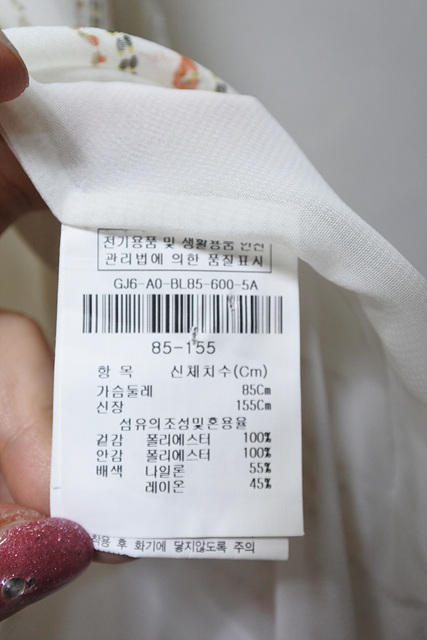 전기용품 및 생활용품 안전
관리법에 의한 품질표시
GJ6-A0-BL85-600-5A
85-155
항 목 신체치수(Cm)
가슴둘레 85Cm
신장 155Cm
섬유의조성및혼용율
겉감 폴리에스터 100%
안감 폴리에스터 100%
배색 나일론 55%
레이온 45%
착용 후 화기에 닿지않도록 주의